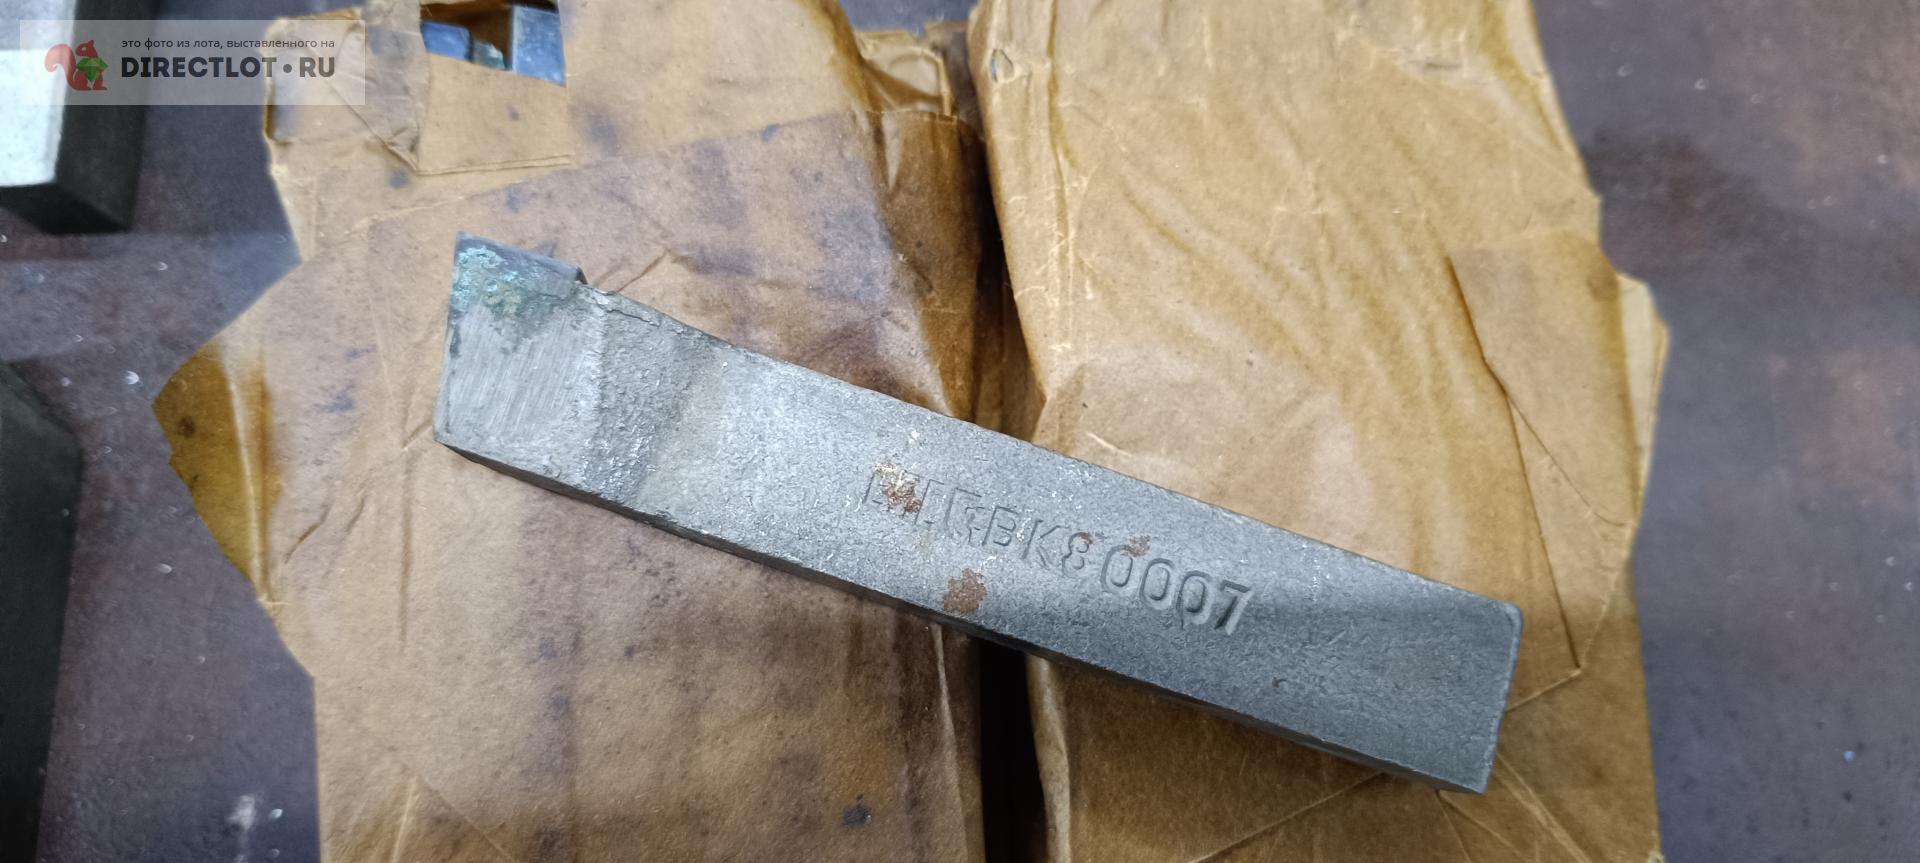 это фото из лота, выставленного на
DIRECTLOT.RU
ВК8 0007